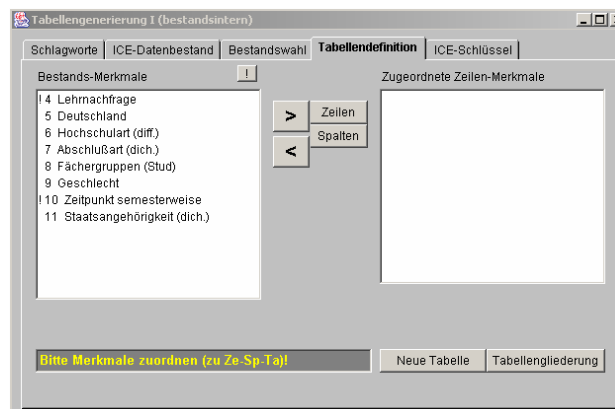 Tabellengenerierung I (bestandsintern)
Schlagworte ICE-Datenbestand Bestandswahl Tabellendefinition ICE-Schlüssel
Bestands-Merkmale ! Zugeordnete Zeilen-Merkmale
! 4 Lehrnachfrage
5 Deutschland
6 Hochschulart (diff.)
7 Abschlußart (dich.)
8 Fächergruppen (Stud)
9 Geschlecht
! 10 Zeitpunkt semesterweise
11 Staatsangehörigkeit (dich.)
> Zeilen
Spalten
<
Bitte Merkmale zuordnen (zu Ze-Sp-Ta)! Neue Tabelle Tabellengliederung